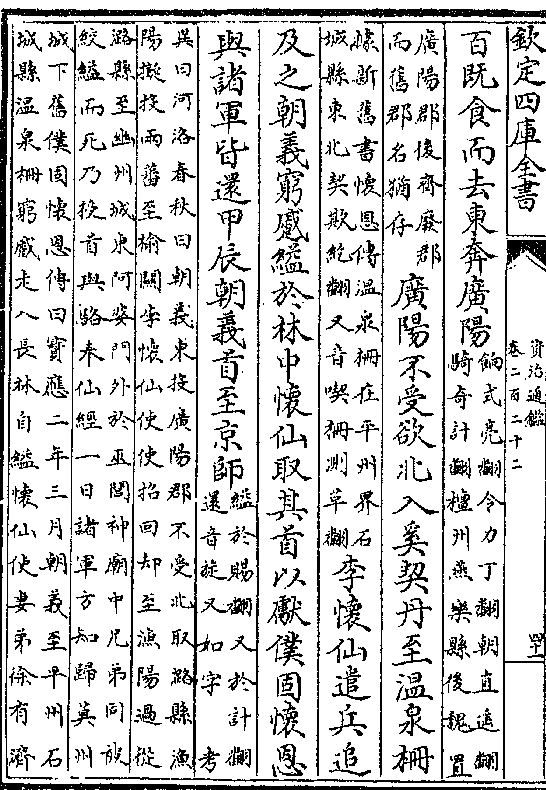 欽定四庫全書
資治通鑑
卷二百二十二
百既食而去東奔廣陽
餉式亮翻令力丁翻朝直遥翻
騎奇計翻檀州燕樂縣後魏置
廣陽郡後齊廢郡
而舊郡名猶存
廣陽不受欲北入奚契丹至溫泉柵
㨿新舊書懷恩傳溫泉柵在平州界石
城縣東北契欺紇翻又音喫柵測革翻
李懷仙遣兵追
及之朝義窮蹙縊於林中懷仙取其首以獻僕固懷恩
與諸軍皆還甲辰朝義首至京師
縊於賜翻又於計翻
還音旋又如字 考
異曰河洛春秋曰朝義東投廣陽郡不受北取潞縣漁
陽擬投兩蕃至榆關李懷仙使使招回却至漁陽過從
潞縣至幽州城東阿婆門外於巫閭神廟中兄弟同被
絞縊而死乃授首與駱奉仙經一日諸軍方知歸莫州
城下舊僕固懷恩傳曰寶應二年三月朝義至平州石
城縣溫泉柵窮蹙走入長林自縊懷仙使妻弟徐有濟